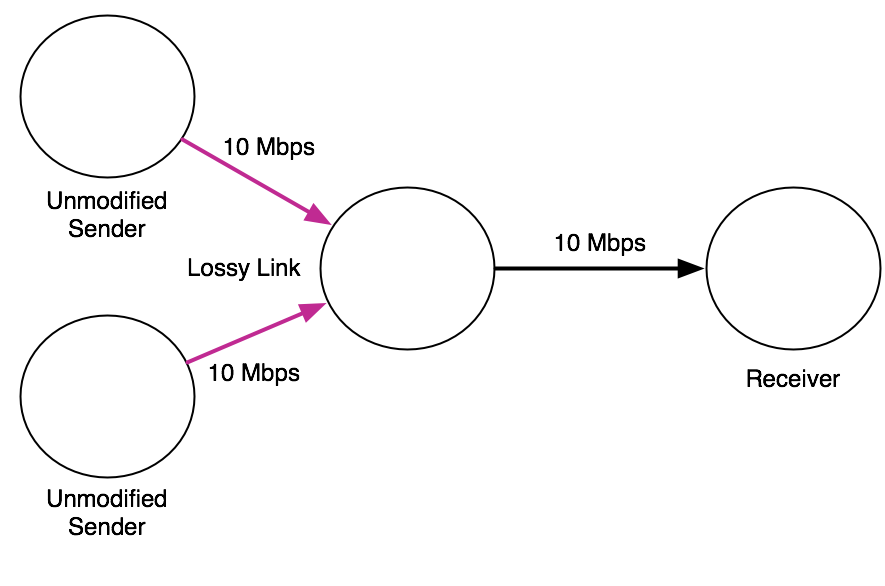 10 Mbps
Unmodified
Sender
10 Mbps
Lossy Link
10 Mbps
Receiver
Unmodified
Sender